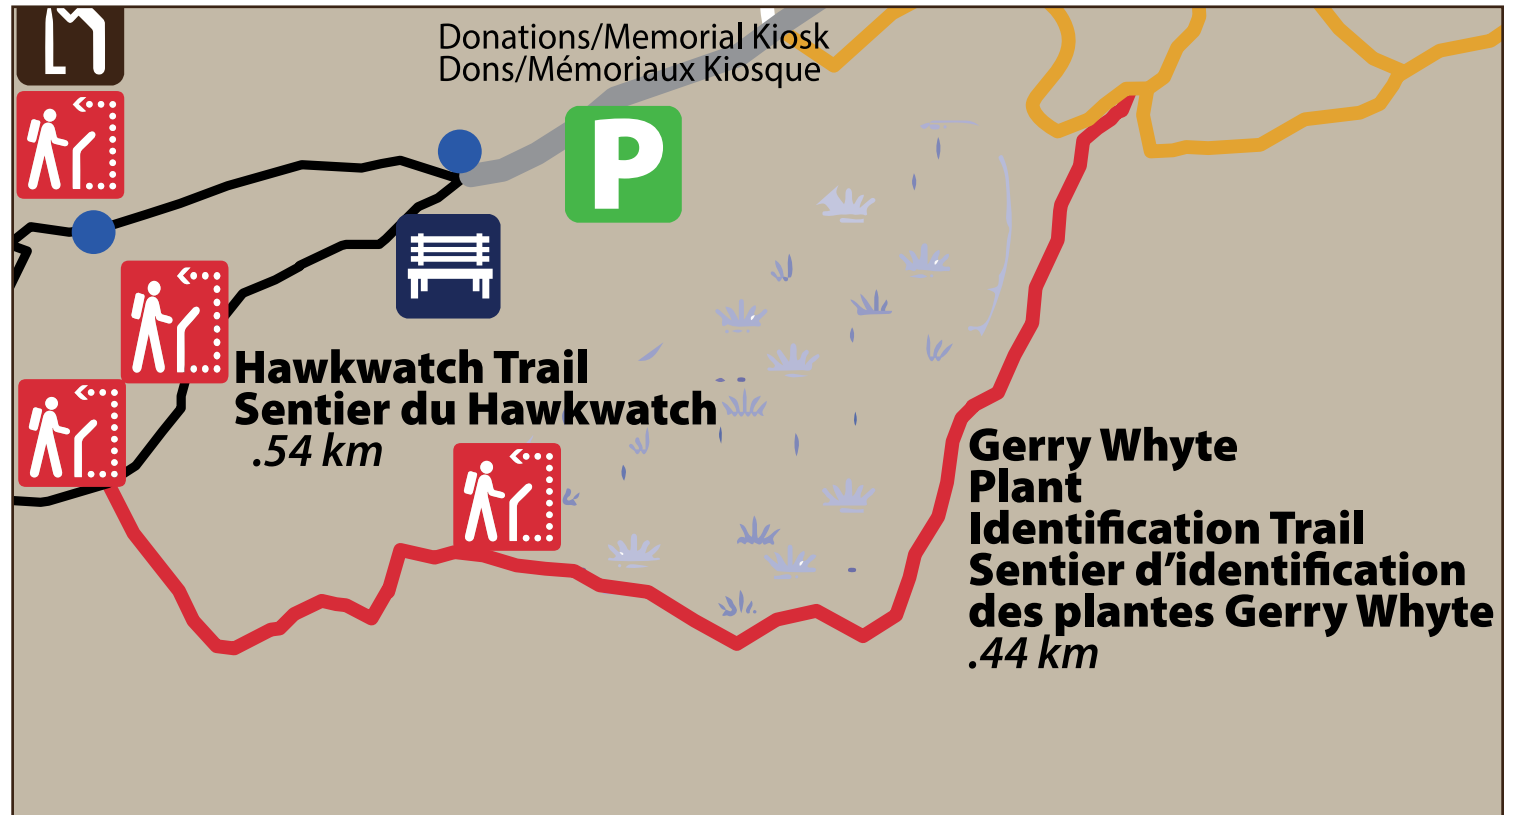 Donations/Memorial Kiosk
Dons/Mémoriaux Kiosque
P
Hawkwatch Trail
Sentier du Hawkwatch
.54 km
Gerry Whyte
Plant
Identification Trail
Sentier d'identification
des plantes Gerry Whyte
.44 km